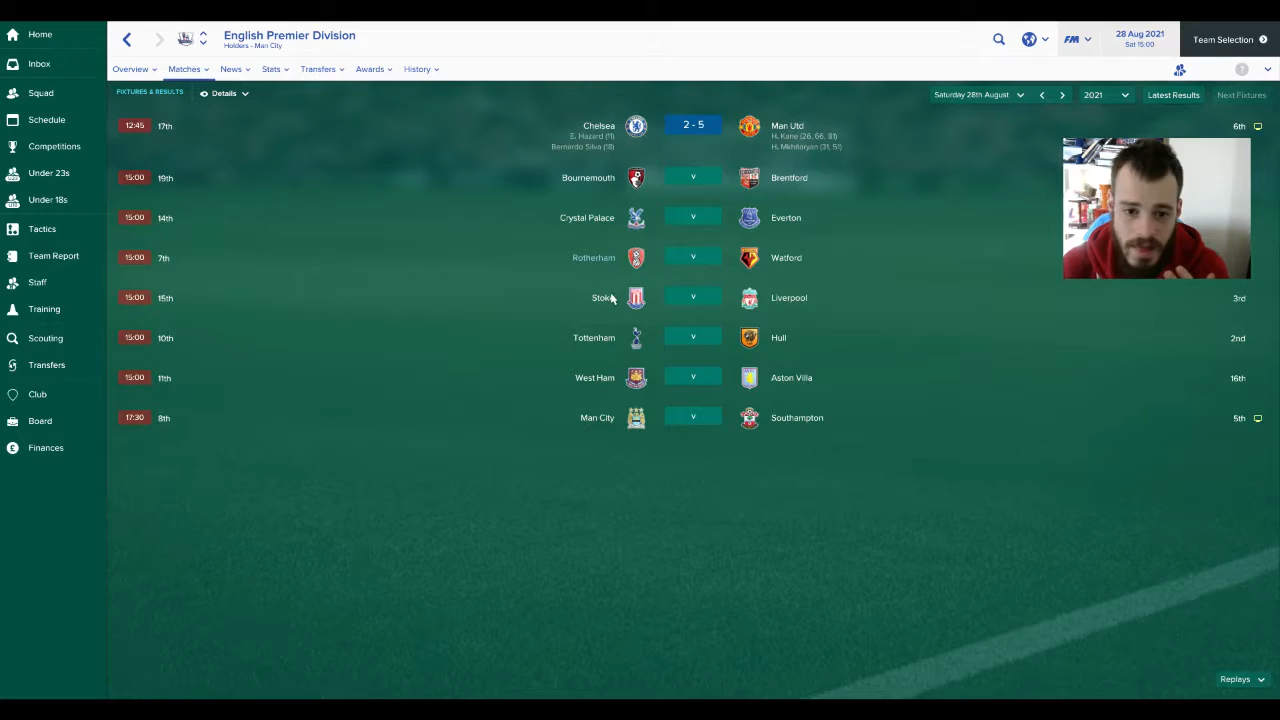 Home
Inbox
Squad
Schedule
Competitions
Under 23s
Under 18s
Tactics
Team Report
Staff
Training
Scouting
Transfers
Club
Board
Finances
English Premier Division
Holders - Man City
FM
28 Aug 2021
Sat 15:00
Team Selection
Overview Matches News Stats Transfers Awards History
FIXTURES & RESULTS Details Saturday 28th August 2021 Latest Results Next Fixtures
12:45 17th Chelsea 2 - 5 Man Utd 6th
E. Hazard (11) H. Kane (26, 66, 81)
Bernardo Silva (18) H. Mkhitaryan (31, 51)
15:00 19th Bournemouth v Brentford
15:00 14th Crystal Palace v Everton
15:00 7th Rotherham v Watford
15:00 15th Stoke v Liverpool 3rd
15:00 10th Tottenham v Hull 2nd
15:00 11th West Ham v Aston Villa 16th
17:30 8th Man City v Southampton 5th
Replays